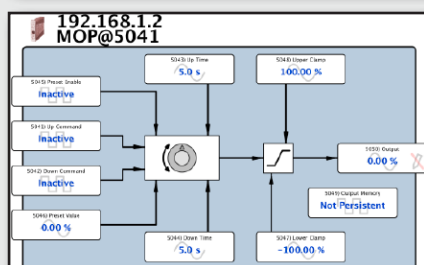 192.168.1.2
MOP@5041
5043) Up Time
5.0 s
5048) Upper Clamp
100.00 %
5045) Preset Enable
Inactive
5041) Up Command
Inactive
5050) Output
0.00 %
5042) Down Command
Inactive
5049) Output Memory
Not Persistent
5046) Preset Value
0.00 %
5044) Down Time
5.0 s
5047) Lower Clamp
-100.00 %